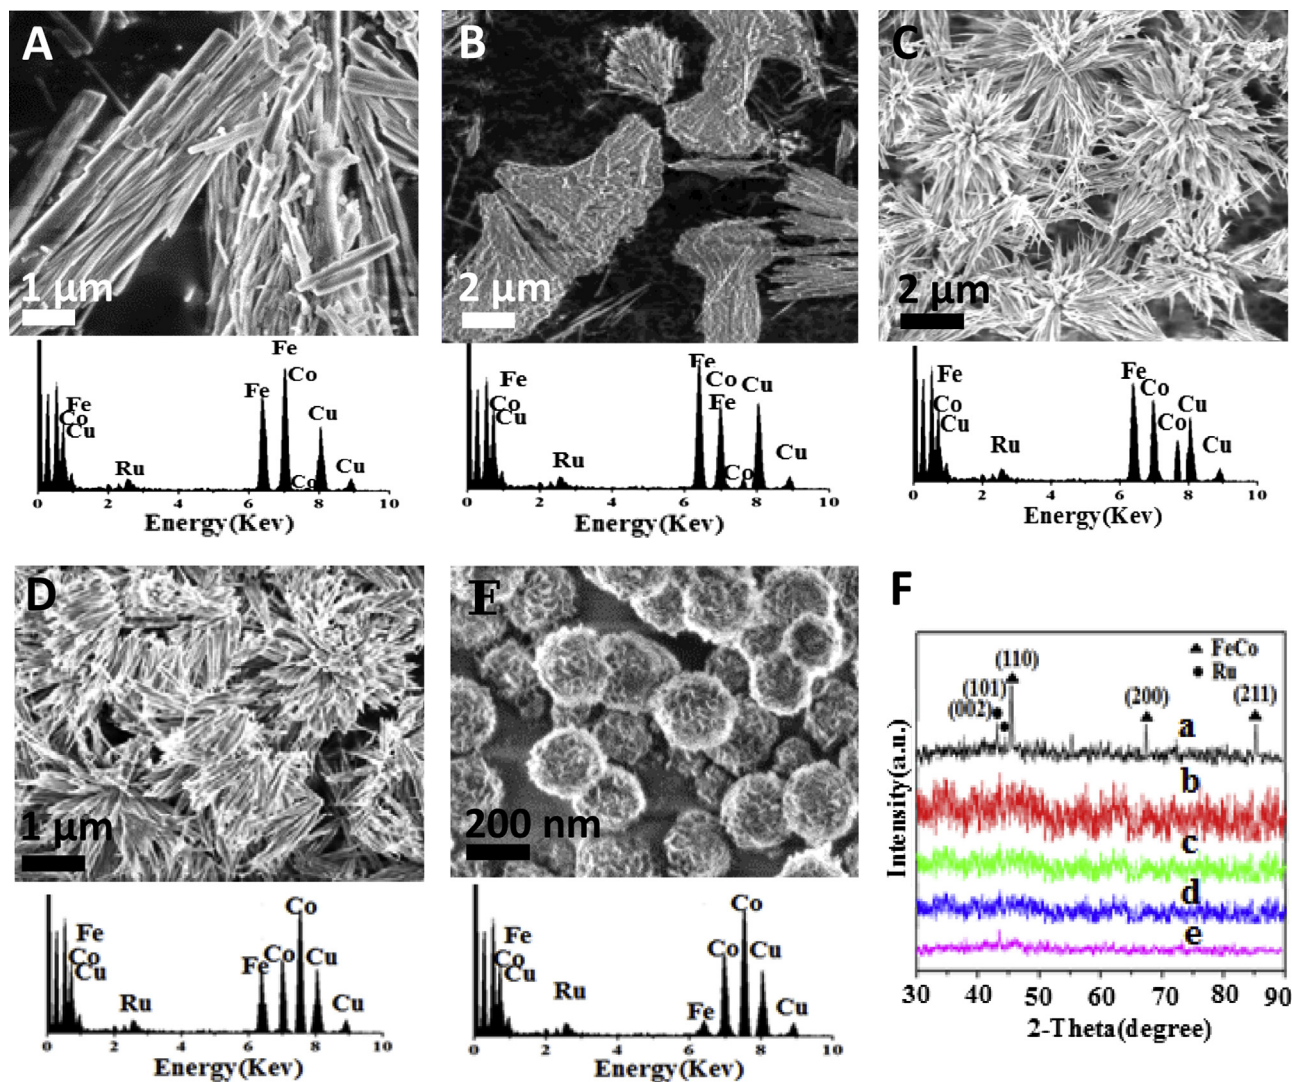 A
1 μm
Fe
Co
Cu
Ru
Fe
Fe
Co
Co
Cu
Cu
0 2 4 6 8 10
Energy(Kev)
B
2 μm
Fe
Co
Cu
Ru
Fe
Co
Fe
Co
Cu
Cu
0 2 4 6 8 10
Energy(Kev)
C
2 μm
Fe
Co
Cu
Ru
Fe
Co
Co
Cu
Cu
0 2 4 6 8 10
Energy(Kev)
D
1 μm
Fe
Co
Cu
Ru
Fe
Co
Co
Cu
Cu
0 2 4 6 8 10
Energy(Kev)
E
200 nm
Fe
Co
Cu
Ru
Fe
Co
Co
Cu
Cu
0 2 4 6 8 10
Energy(Kev)
F
▲ FeCo
● Ru
(110)
(101)
(002)
(200)
(211)
a
b
c
d
e
Intensity(a.u.)
30 40 50 60 70 80 90
2-Theta(degree)